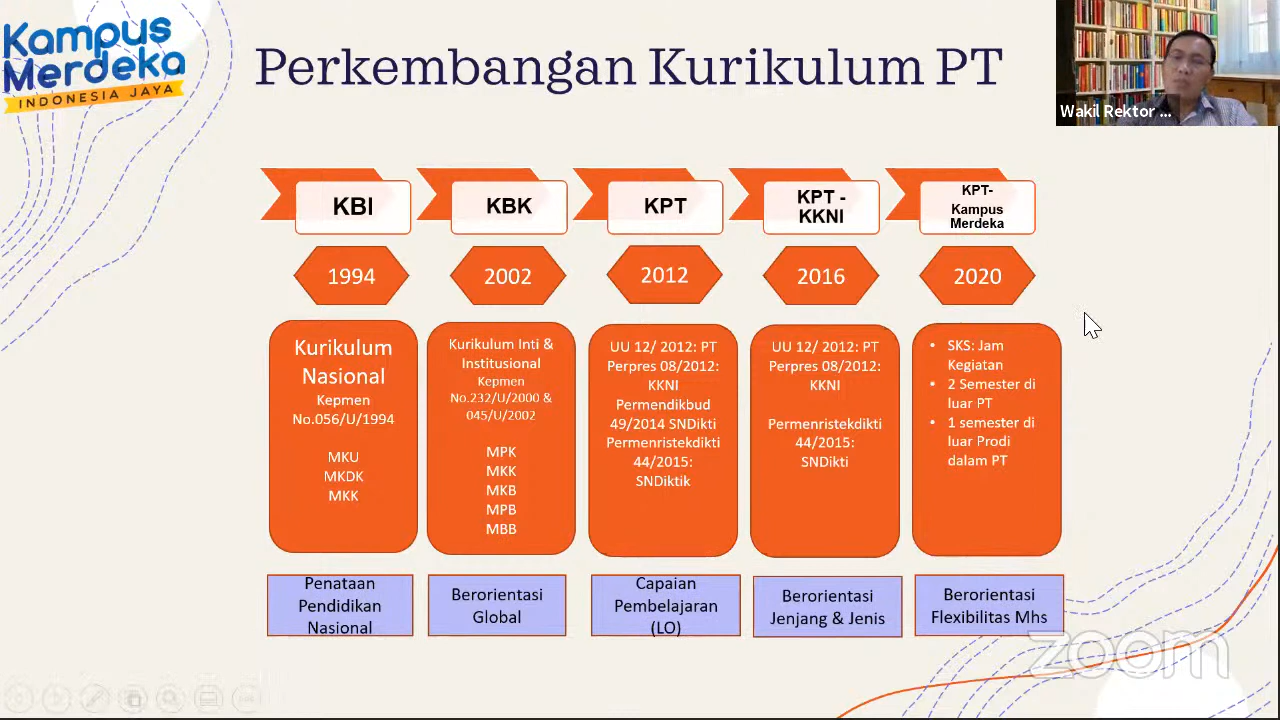 Kampus
Merdeka
INDONESIA JAYA
Perkembangan Kurikulum PT
Wakil Rektor ...
KBI
KBK
KPT
KPT -
KKNI
KPT-
Kampus
Merdeka
1994
2002
2012
2016
2020
Kurikulum
Nasional
Kepmen
No.056/U/1994
MKU
MKDK
MKK
Kurikulum Inti &
Institusional
Kepmen
No.232/U/2000 &
045/U/2002
MPK
MKK
MKB
MPB
MBB
UU 12/ 2012: PT
Perpres 08/2012:
KKNI
Permendikbud
49/2014 SNDikti
Permenristekdikti
44/2015:
SNDiktik
UU 12/ 2012: PT
Perpres 08/2012:
KKNI
Permenristekdikti
44/2015:
SNDikti
• SKS: Jam
Kegiatan
• 2 Semester di
luar PT
• 1 semester di
luar Prodi
dalam PT
Penataan
Pendidikan
Nasional
Berorientasi
Global
Capaian
Pembelajaran
(LO)
Berorientasi
Jenjang & Jenis
Berorientasi
Flexibilitas Mhs
zoom